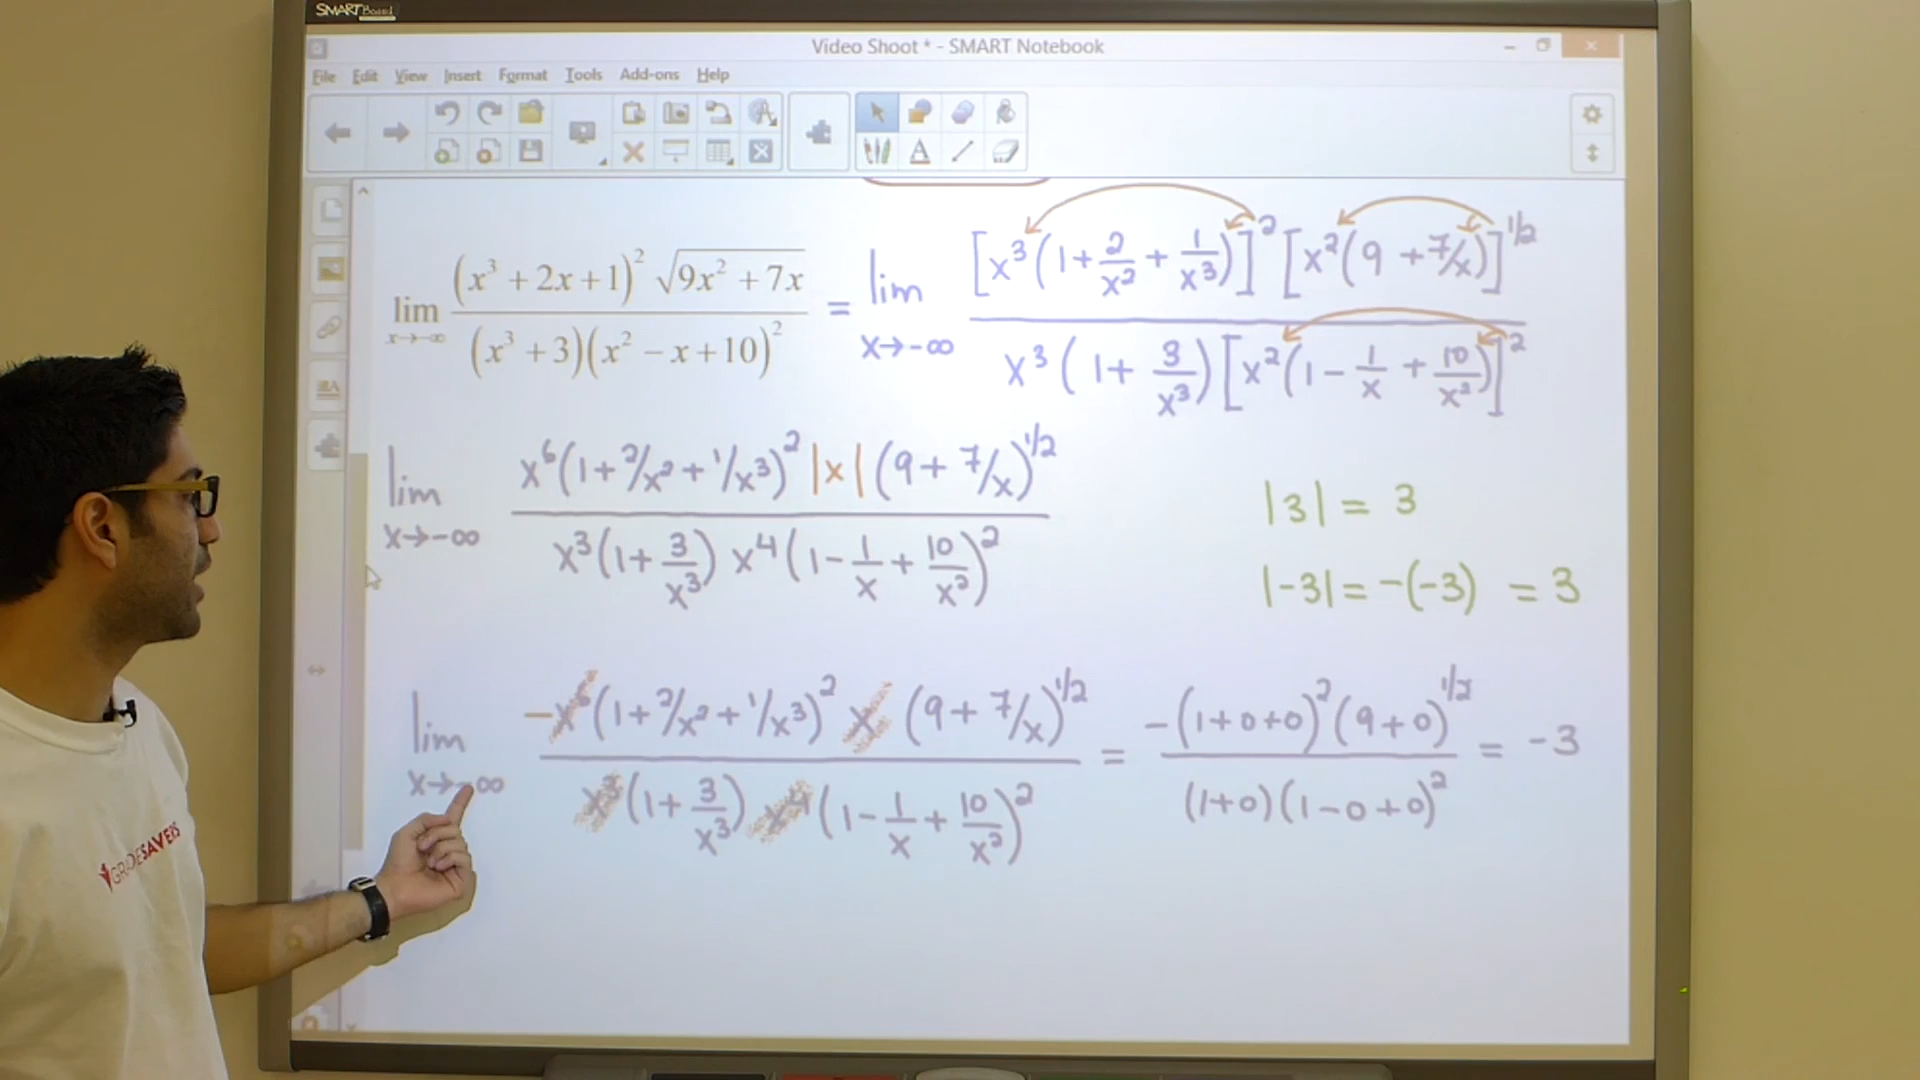 SMART Board
Video Shoot * - SMART Notebook
File Edit View Insert Format Tools Add-ons Help
lim x→-∞ (x³ + 2x + 1)² √(9x² + 7x) / (x³ + 3)(x² − x + 10)² = lim x→-∞ [x³(1 + 2/x² + 1/x³)]² [x²(9 + 7/x)]^1/2 / x³(1 + 3/x³)[x²(1 − 1/x + 10/x²)]²
lim x→-∞ x⁶(1 + 2/x² + 1/x³)² |x| (9 + 7/x)^1/2 / x³(1 + 3/x³) x⁴(1 − 1/x + 10/x²)²
|3| = 3
|-3| = -(-3) = 3
lim x→-∞ -x⁶(1 + 2/x² + 1/x³)² x (9 + 7/x)^1/2 / x³(1 + 3/x³) x⁴(1 − 1/x + 10/x²)² = -(1+0+0)²(9+0)^1/2 / (1+0)(1-0+0)² = -3
GRADESAVERS